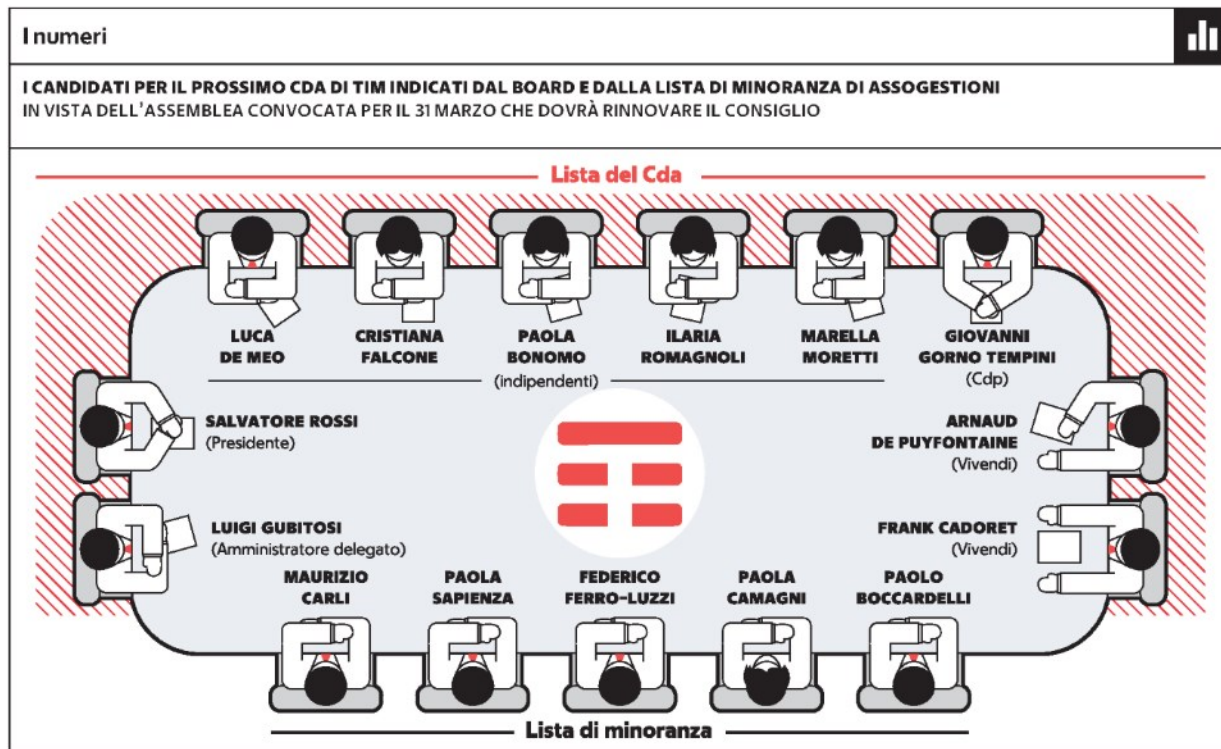 I numeri
I CANDIDATI PER IL PROSSIMO CDA DI TIM INDICATI DAL BOARD E DALLA LISTA DI MINORANZA DI ASSOGESTIONI
IN VISTA DELL'ASSEMBLEA CONVOCATA PER IL 31 MARZO CHE DOVRÀ RINNOVARE IL CONSIGLIO
Lista del Cda
LUCA
DE MEO
CRISTIANA
FALCONE
PAOLA
BONOMO
ILARIA
ROMAGNOLI
MARELLA
MORETTI
(indipendenti)
GIOVANNI
GORNO TEMPINI
(Cdp)
SALVATORE ROSSI
(Presidente)
ARNAUD
DE PUYFONTAINE
(Vivendi)
LUIGI GUBITOSI
(Amministratore delegato)
FRANK CADORET
(Vivendi)
MAURIZIO
CARLI
PAOLA
SAPIENZA
FEDERICO
FERRO-LUZZI
PAOLA
CAMAGNI
PAOLO
BOCCARDELLI
Lista di minoranza